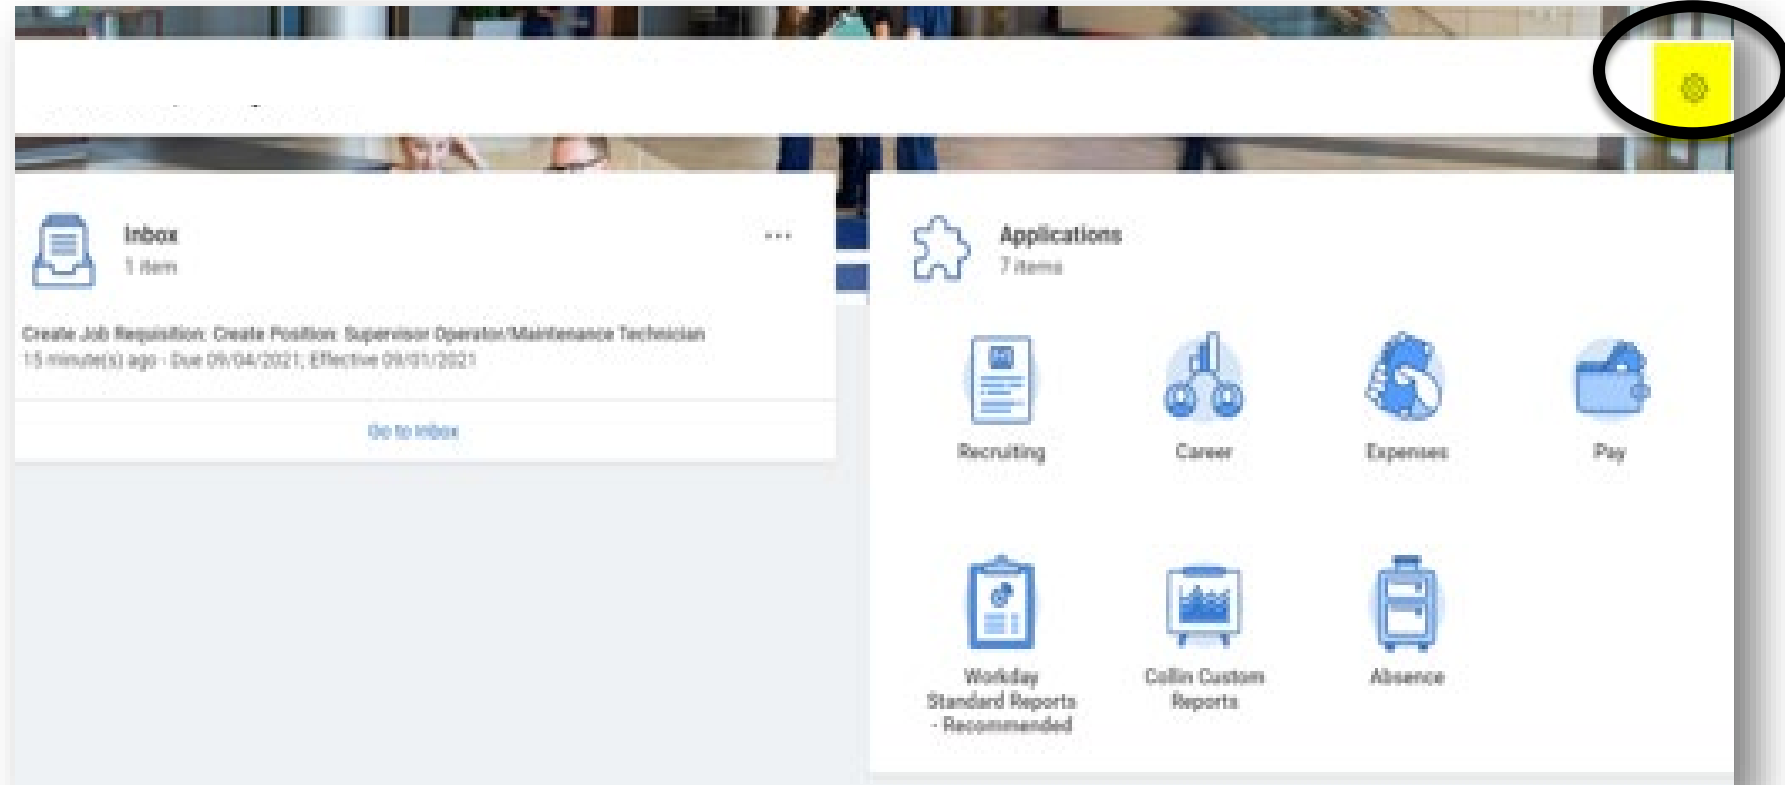 Inbox
1 item
Create Job Requisition: Create Position: Supervisor Operator/Maintenance Technician
15 minute(s) ago - Due 09/04/2021; Effective 09/01/2021
Go to Inbox
Applications
7 items
Recruiting
Career
Expenses
Pay
Workday
Standard Reports
- Recommended
Collin Custom
Reports
Absence